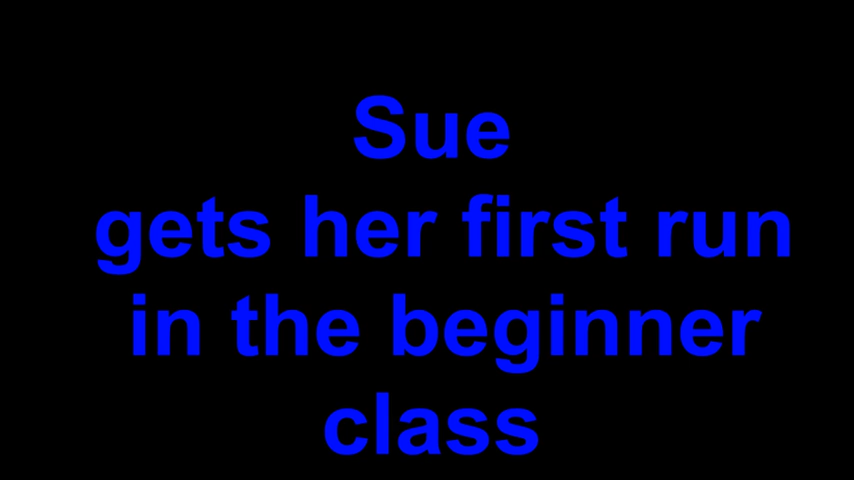 Sue
gets her first run
in the beginner
class